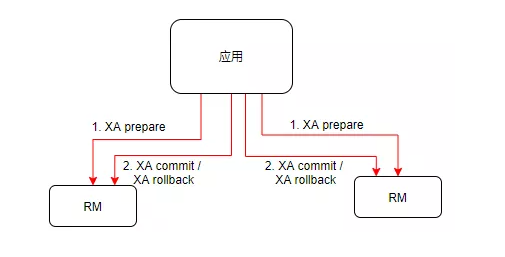 应用
1. XA prepare
1. XA prepare
2. XA commit /
XA rollback
2. XA commit /
XA rollback
RM
RM